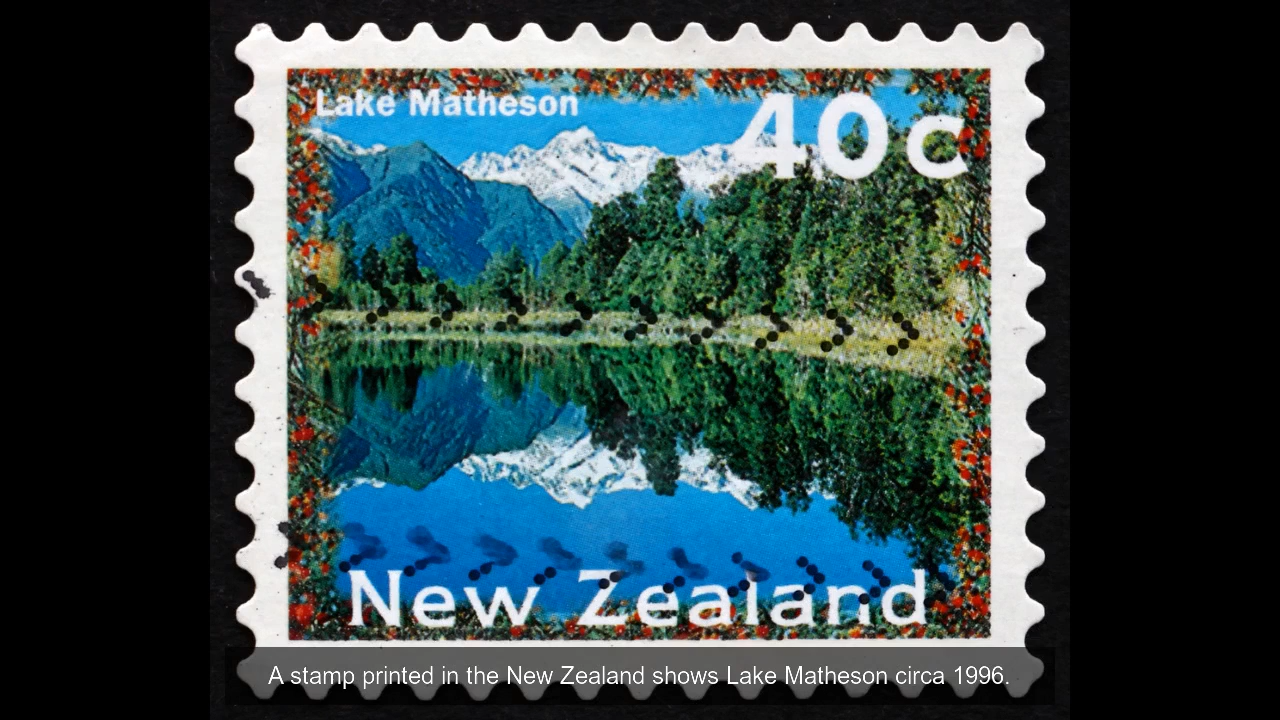 Lake Matheson
40c
New Zealand
A stamp printed in the New Zealand shows Lake Matheson circa 1996.